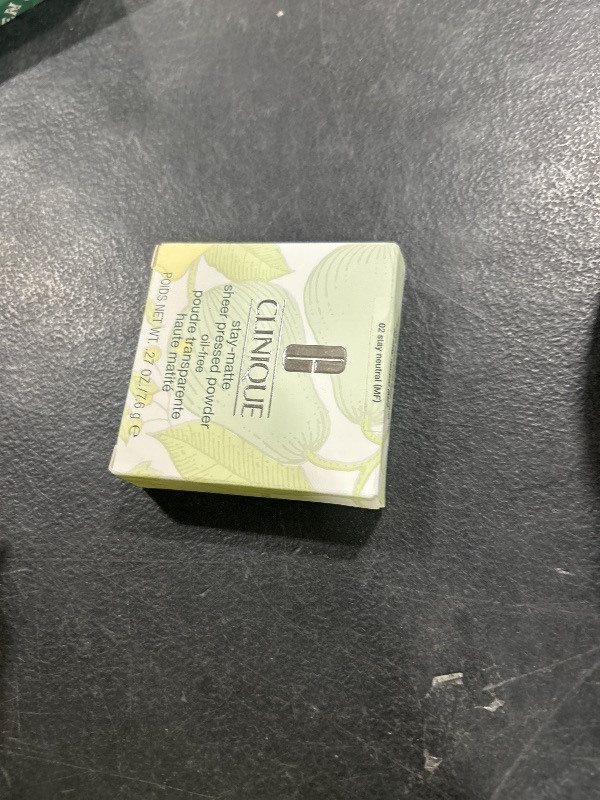 02 stay neutral (MF)
CLINIQUE
stay-matte
sheer pressed powder
oil-free
poudre transparente
haute matité
POIDS NET WT. .27 OZ/7.6 g ℮